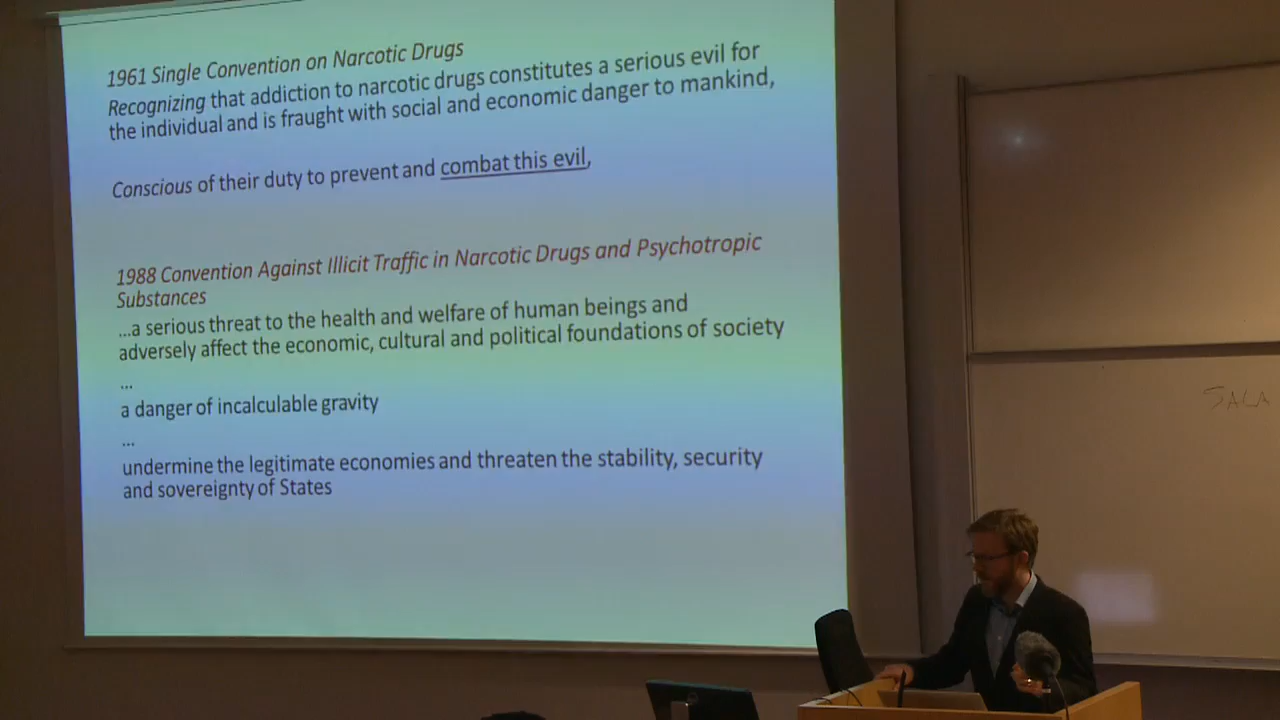 1961 Single Convention on Narcotic Drugs
Recognizing that addiction to narcotic drugs constitutes a serious evil for
the individual and is fraught with social and economic danger to mankind,
Conscious of their duty to prevent and combat this evil,
1988 Convention Against Illicit Traffic in Narcotic Drugs and Psychotropic
Substances
...a serious threat to the health and welfare of human beings and
adversely affect the economic, cultural and political foundations of society
...
a danger of incalculable gravity
...
undermine the legitimate economies and threaten the stability, security
and sovereignty of States
SALA